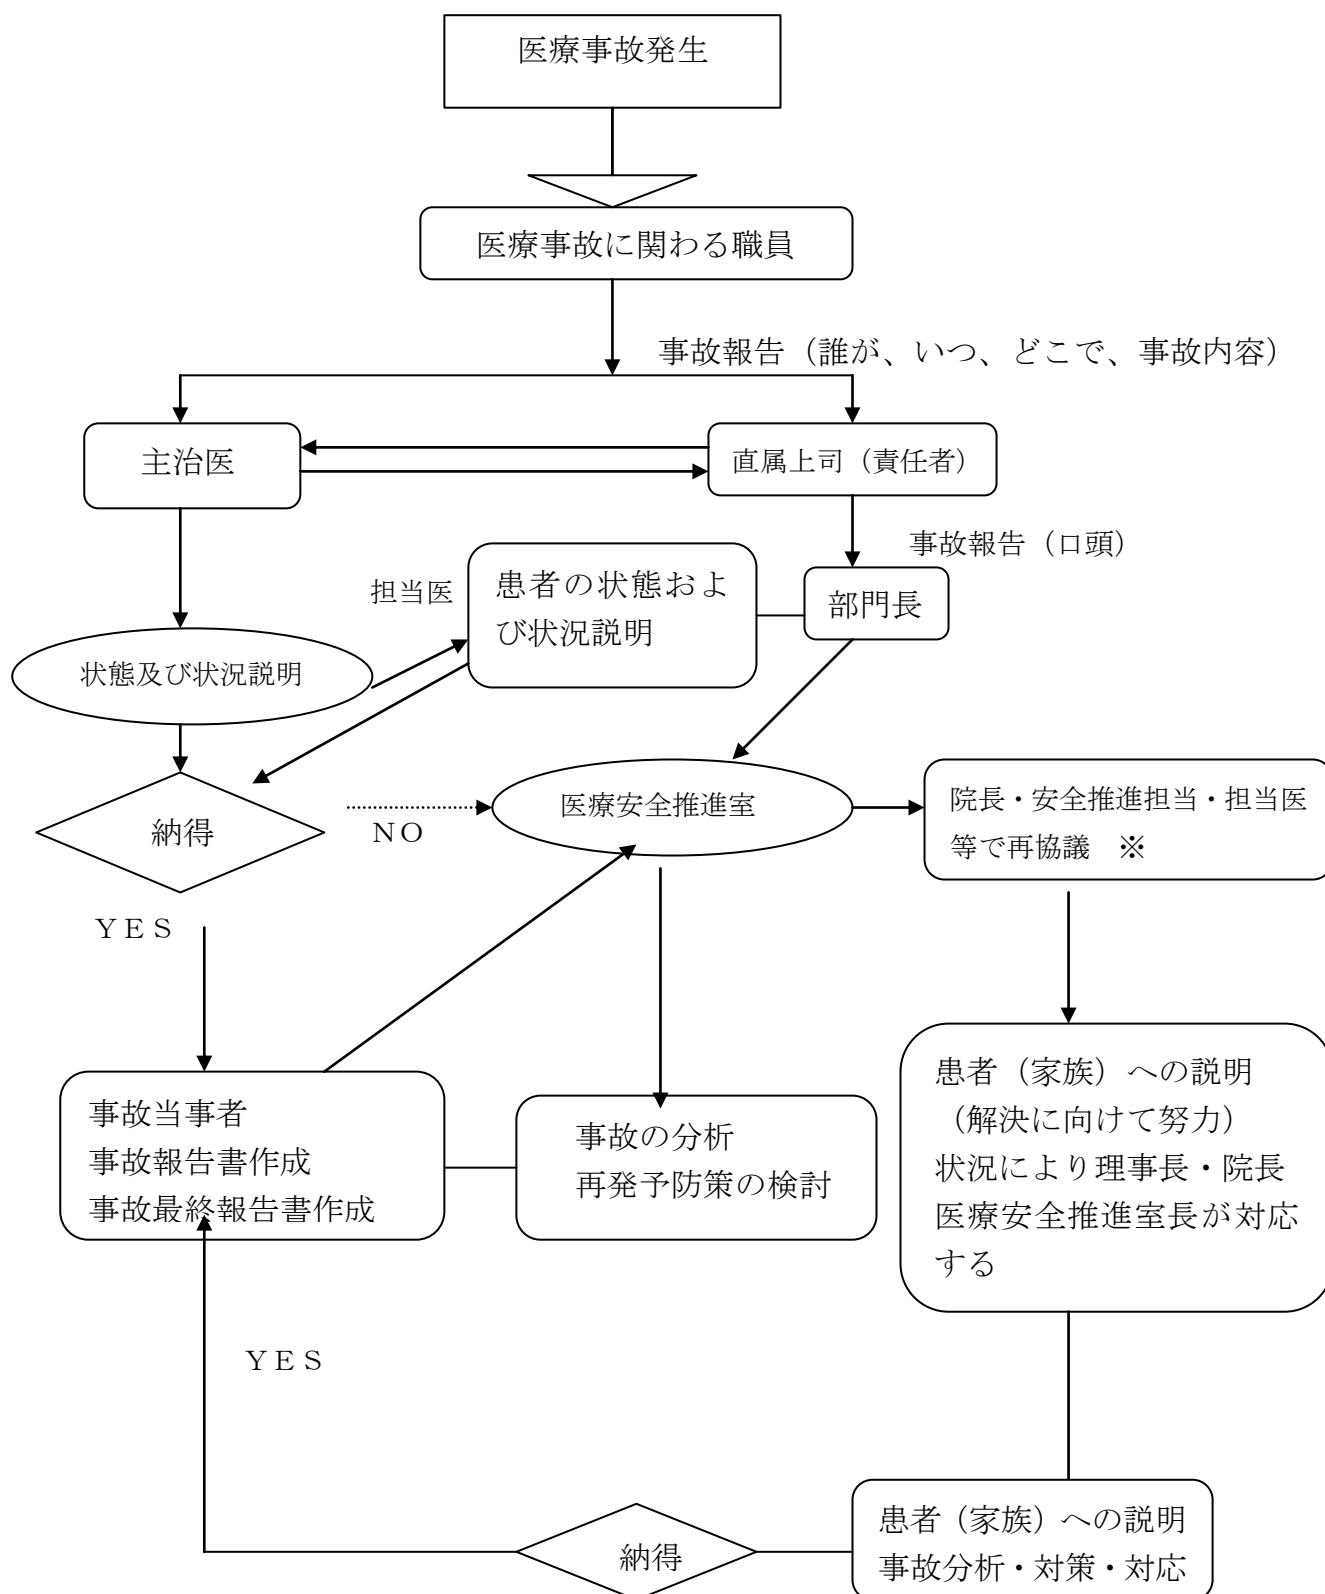 医療事故発生
医療事故に関わる職員
事故報告（誰が、いつ、どこで、事故内容）
主治医
直属上司（責任者）
事故報告（口頭）
担当医
患者の状態およ
び状況説明
部門長
状態及び状況説明
納得
NO
医療安全推進室
院長・安全推進担当・担当医
等で再協議　※
YES
事故当事者
事故報告書作成
事故最終報告書作成
事故の分析
再発予防策の検討
患者（家族）への説明
（解決に向けて努力）
状況により理事長・院長
医療安全推進室長が対応
する
YES
納得
患者（家族）への説明
事故分析・対策・対応